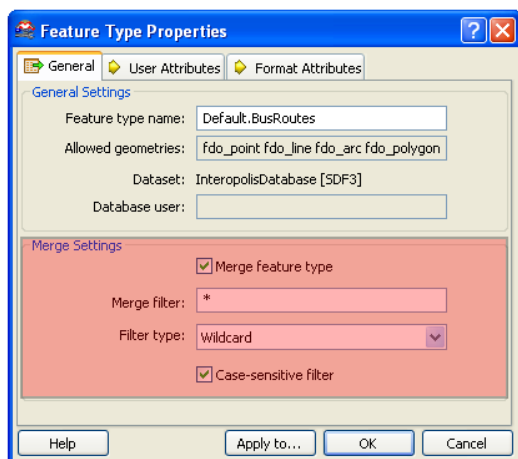 Feature Type Properties
General
User Attributes
Format Attributes
General Settings
Feature type name: Default.BusRoutes
Allowed geometries: fdo_point fdo_line fdo_arc fdo_polygon
Dataset: InteropolisDatabase [SDF3]
Database user:
Merge Settings
Merge feature type
Merge filter: *
Filter type: Wildcard
Case-sensitive filter
Help
Apply to...
OK
Cancel